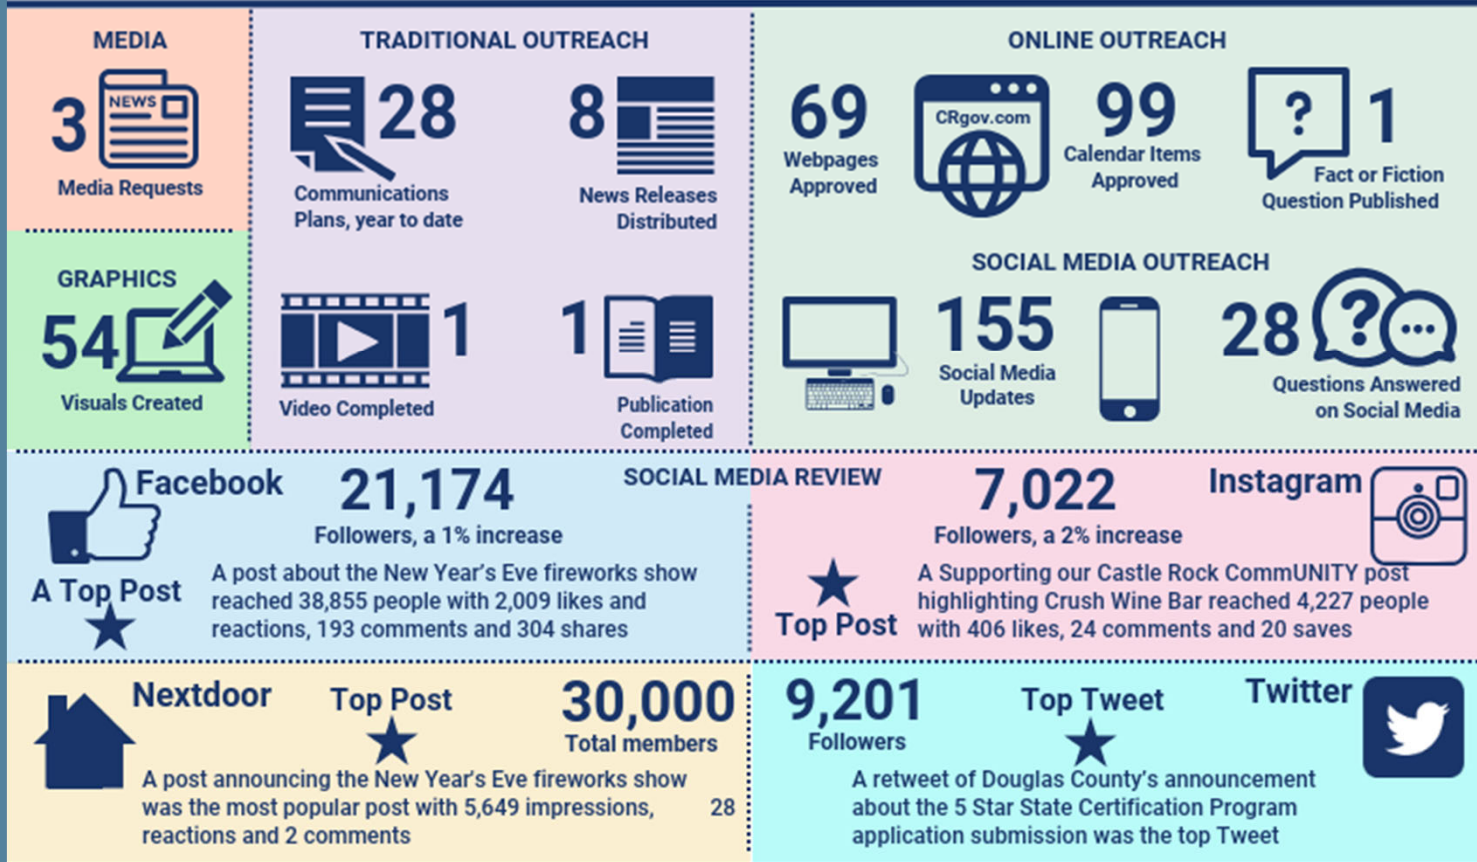 MEDIA
3
NEWS
Media Requests
GRAPHICS
54
Visuals Created
TRADITIONAL OUTREACH
28
Communications
Plans, year to date
8
News Releases
Distributed
1
Video Completed
1
Publication
Completed
ONLINE OUTREACH
69
Webpages
Approved
CRgov.com
99
Calendar Items
Approved
?
1
Fact or Fiction
Question Published
SOCIAL MEDIA OUTREACH
155
Social Media
Updates
28
?
Questions Answered
on Social Media
SOCIAL MEDIA REVIEW
Facebook
21,174
Followers, a 1% increase
A Top Post
A post about the New Year's Eve fireworks show
reached 38,855 people with 2,009 likes and
reactions, 193 comments and 304 shares
7,022
Followers, a 2% increase
Instagram
Top Post
A Supporting our Castle Rock CommUNITY post
highlighting Crush Wine Bar reached 4,227 people
with 406 likes, 24 comments and 20 saves
Nextdoor
Top Post
30,000
Total members
A post announcing the New Year's Eve fireworks show
was the most popular post with 5,649 impressions, 28
reactions and 2 comments
9,201
Followers
Top Tweet
Twitter
A retweet of Douglas County's announcement
about the 5 Star State Certification Program
application submission was the top Tweet